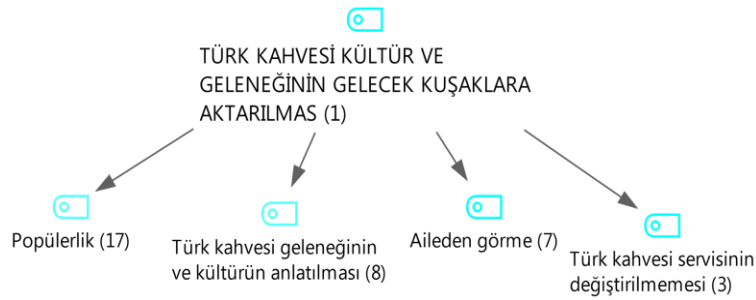 TÜRK KAHVESİ KÜLTÜR VE
GELENEĞİNİN GELECEK KUŞAKLARA
AKTARILMAS (1)
Popülerlik (17)
Türk kahvesi geleneğinin
ve kültürün anlatılması (8)
Aileden görme (7)
Türk kahvesi servisinin
değiştirilmemesi (3)